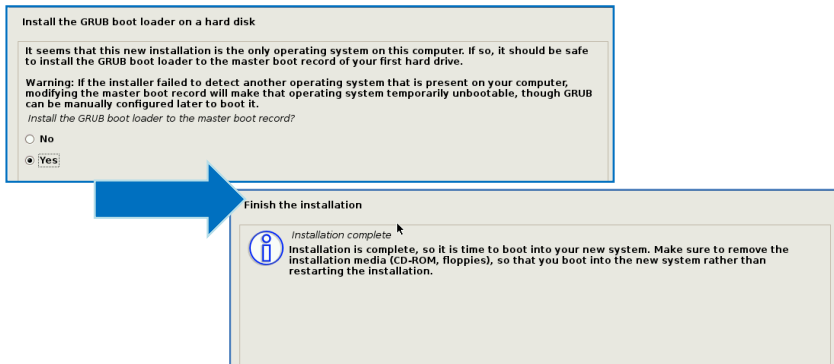 Install the GRUB boot loader on a hard disk
It seems that this new installation is the only operating system on this computer. If so, it should be safe
to install the GRUB boot loader to the master boot record of your first hard drive.
Warning: If the installer failed to detect another operating system that is present on your computer,
modifying the master boot record will make that operating system temporarily unbootable, though GRUB
can be manually configured later to boot it.
Install the GRUB boot loader to the master boot record?
No
Yes
Finish the installation
Installation complete
Installation is complete, so it is time to boot into your new system. Make sure to remove the
installation media (CD-ROM, floppies), so that you boot into the new system rather than
restarting the installation.